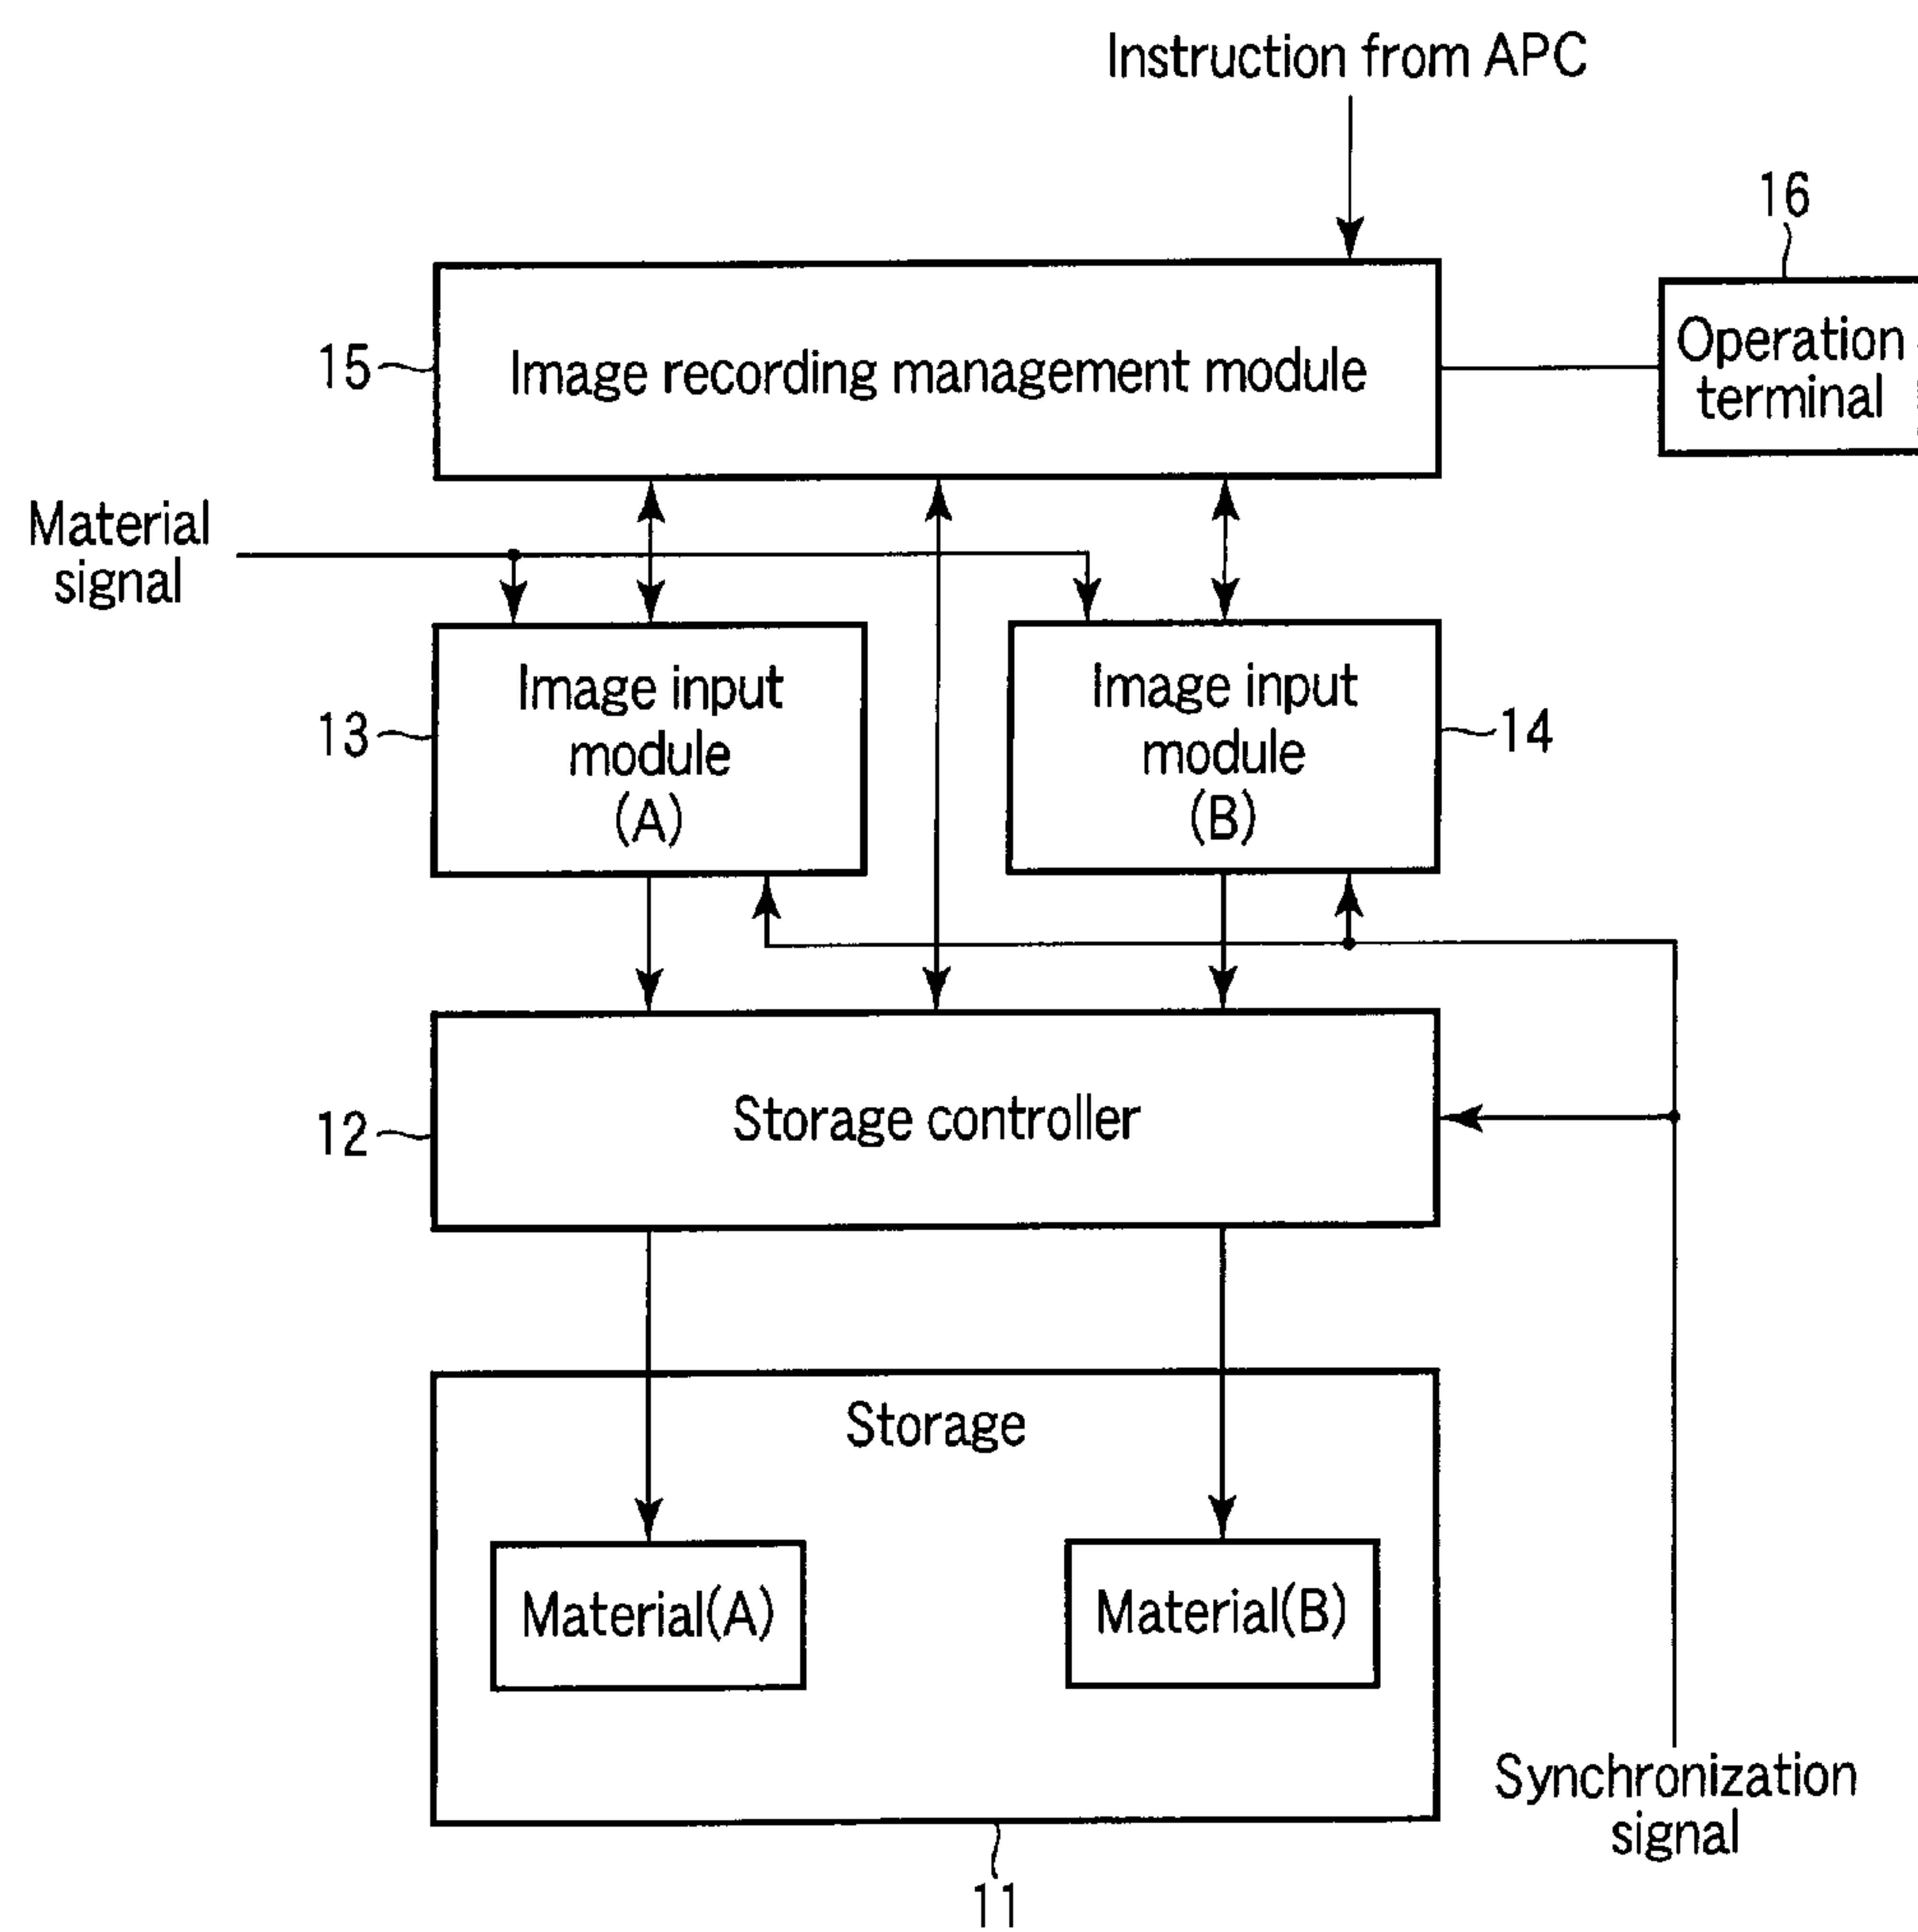 Instruction from APC
16
Operation
terminal
15
Image recording management module
Material
signal
13
Image input
module
(A)
Image input
module
(B)
14
12
Storage controller
Storage
Material(A)
Material(B)
Synchronization
signal
11